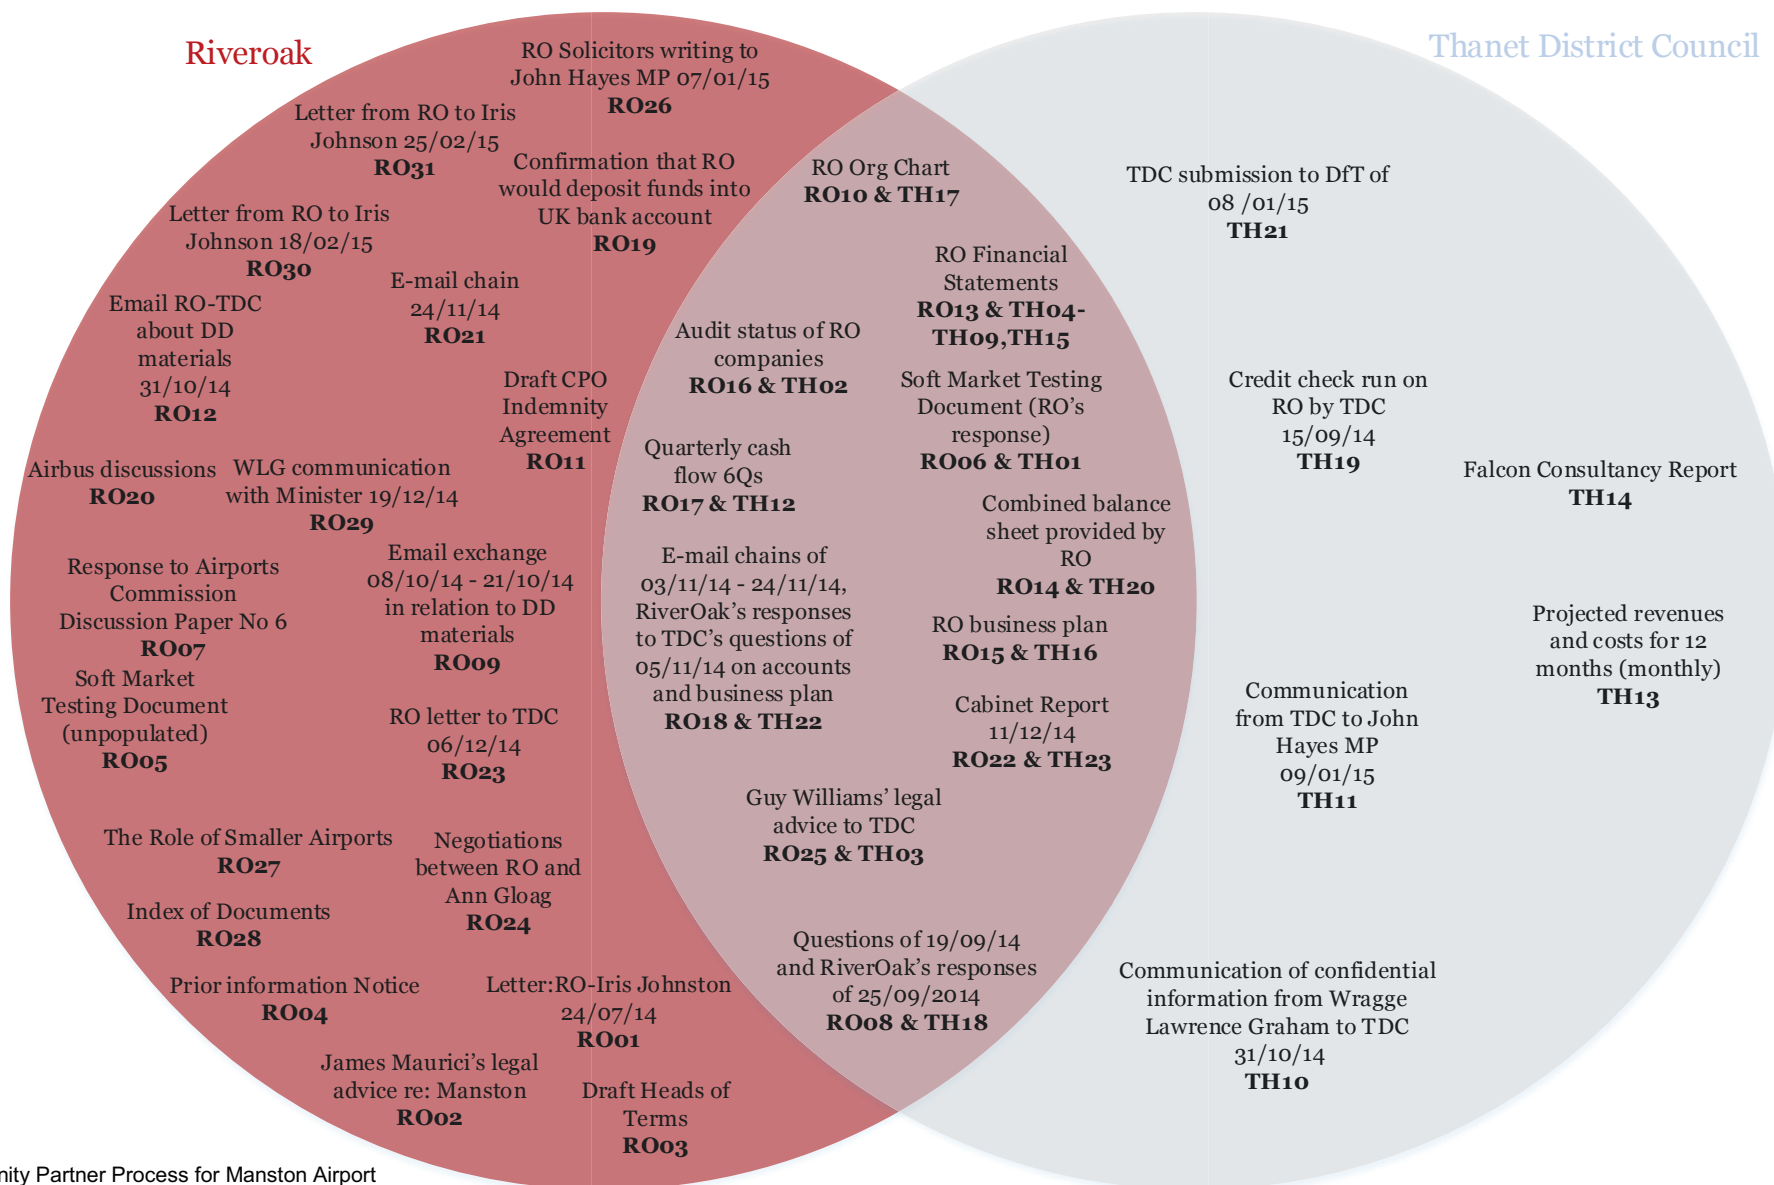 Riveroak
Thanet District Council
RO Solicitors writing to
John Hayes MP 07/01/15
RO26
Letter from RO to Iris
Johnson 25/02/15
RO31
Confirmation that RO
would deposit funds into
UK bank account
RO19
Letter from RO to Iris
Johnson 18/02/15
RO30
E-mail chain
24/11/14
RO21
Email RO-TDC
about DD
materials
31/10/14
RO12
Draft CPO
Indemnity
Agreement
RO11
Airbus discussions
RO20
WLG communication
with Minister 19/12/14
RO29
Response to Airports
Commission
Discussion Paper No 6
RO07
Email exchange
08/10/14 - 21/10/14
in relation to DD
materials
RO09
Soft Market
Testing Document
(unpopulated)
RO05
RO letter to TDC
06/12/14
RO23
The Role of Smaller Airports
RO27
Negotiations
between RO and
Ann Gloag
RO24
Index of Documents
RO28
Prior information Notice
RO04
Letter:RO-Iris Johnston
24/07/14
RO01
James Maurici's legal
advice re: Manston
RO02
Draft Heads of
Terms
RO03
RO Org Chart
RO10 & TH17
RO Financial
Statements
RO13 & TH04-
TH09,TH15
Audit status of RO
companies
RO16 & TH02
Soft Market Testing
Document (RO's
response)
RO06 & TH01
Quarterly cash
flow 6Qs
RO17 & TH12
Combined balance
sheet provided by
RO
RO14 & TH20
E-mail chains of
03/11/14 - 24/11/14,
RiverOak's responses
to TDC's questions of
05/11/14 on accounts
and business plan
RO18 & TH22
RO business plan
RO15 & TH16
Cabinet Report
11/12/14
RO22 & TH23
Guy Williams' legal
advice to TDC
RO25 & TH03
Questions of 19/09/14
and RiverOak's responses
of 25/09/2014
RO08 & TH18
TDC submission to DfT of
08 /01/15
TH21
Credit check run on
RO by TDC
15/09/14
TH19
Falcon Consultancy Report
TH14
Projected revenues
and costs for 12
months (monthly)
TH13
Communication
from TDC to John
Hayes MP
09/01/15
TH11
Communication of confidential
information from Wragge
Lawrence Graham to TDC
31/10/14
TH10
nity Partner Process for Manston Airport